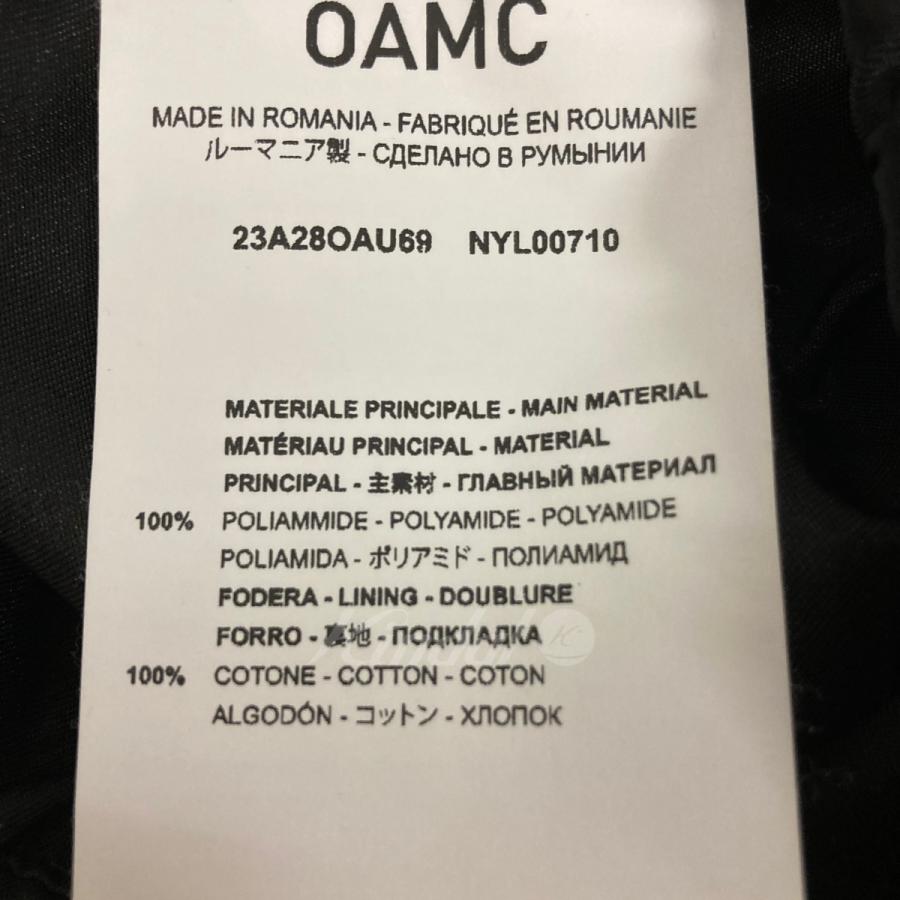 OAMC
MADE IN ROMANIA - FABRIQUÉ EN ROUMANIE
ルーマニア製 - СДЕЛАНО В РУМЫНИИ
23A28OAU69 NYL00710
MATERIALE PRINCIPALE - MAIN MATERIAL
MATÉRIAU PRINCIPAL - MATERIAL
PRINCIPAL - 主素材 - ГЛАВНЫЙ МАТЕРИАЛ
100% POLIAMMIDE - POLYAMIDE - POLYAMIDE
POLIAMIDA - ポリアミド - ПОЛИАМИД
FODERA - LINING - DOUBLURE
FORRO - 裏地 - ПОДКЛАДКА
100% COTONE - COTTON - COTON
ALGODÓN - コットン - ХЛОПОК